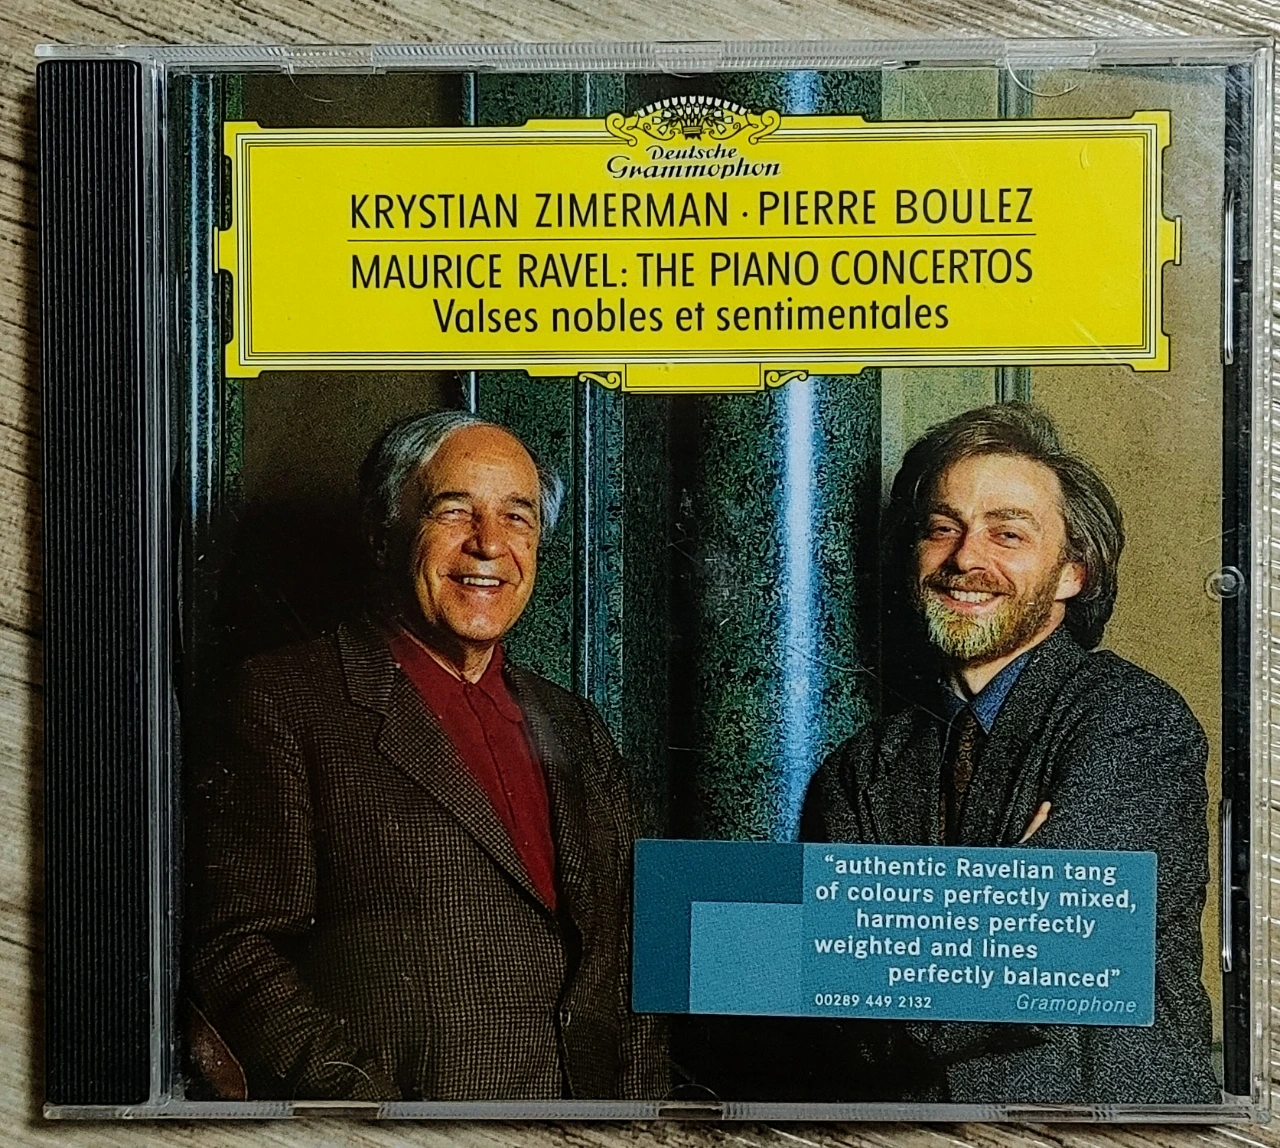 Deutsche
Grammophon
KRYSTIAN ZIMERMAN · PIERRE BOULEZ
MAURICE RAVEL: THE PIANO CONCERTOS
Valses nobles et sentimentales
“authentic Ravelian tang
of colours perfectly mixed,
harmonies perfectly
weighted and lines
perfectly balanced”
00289 449 2132 Gramophone